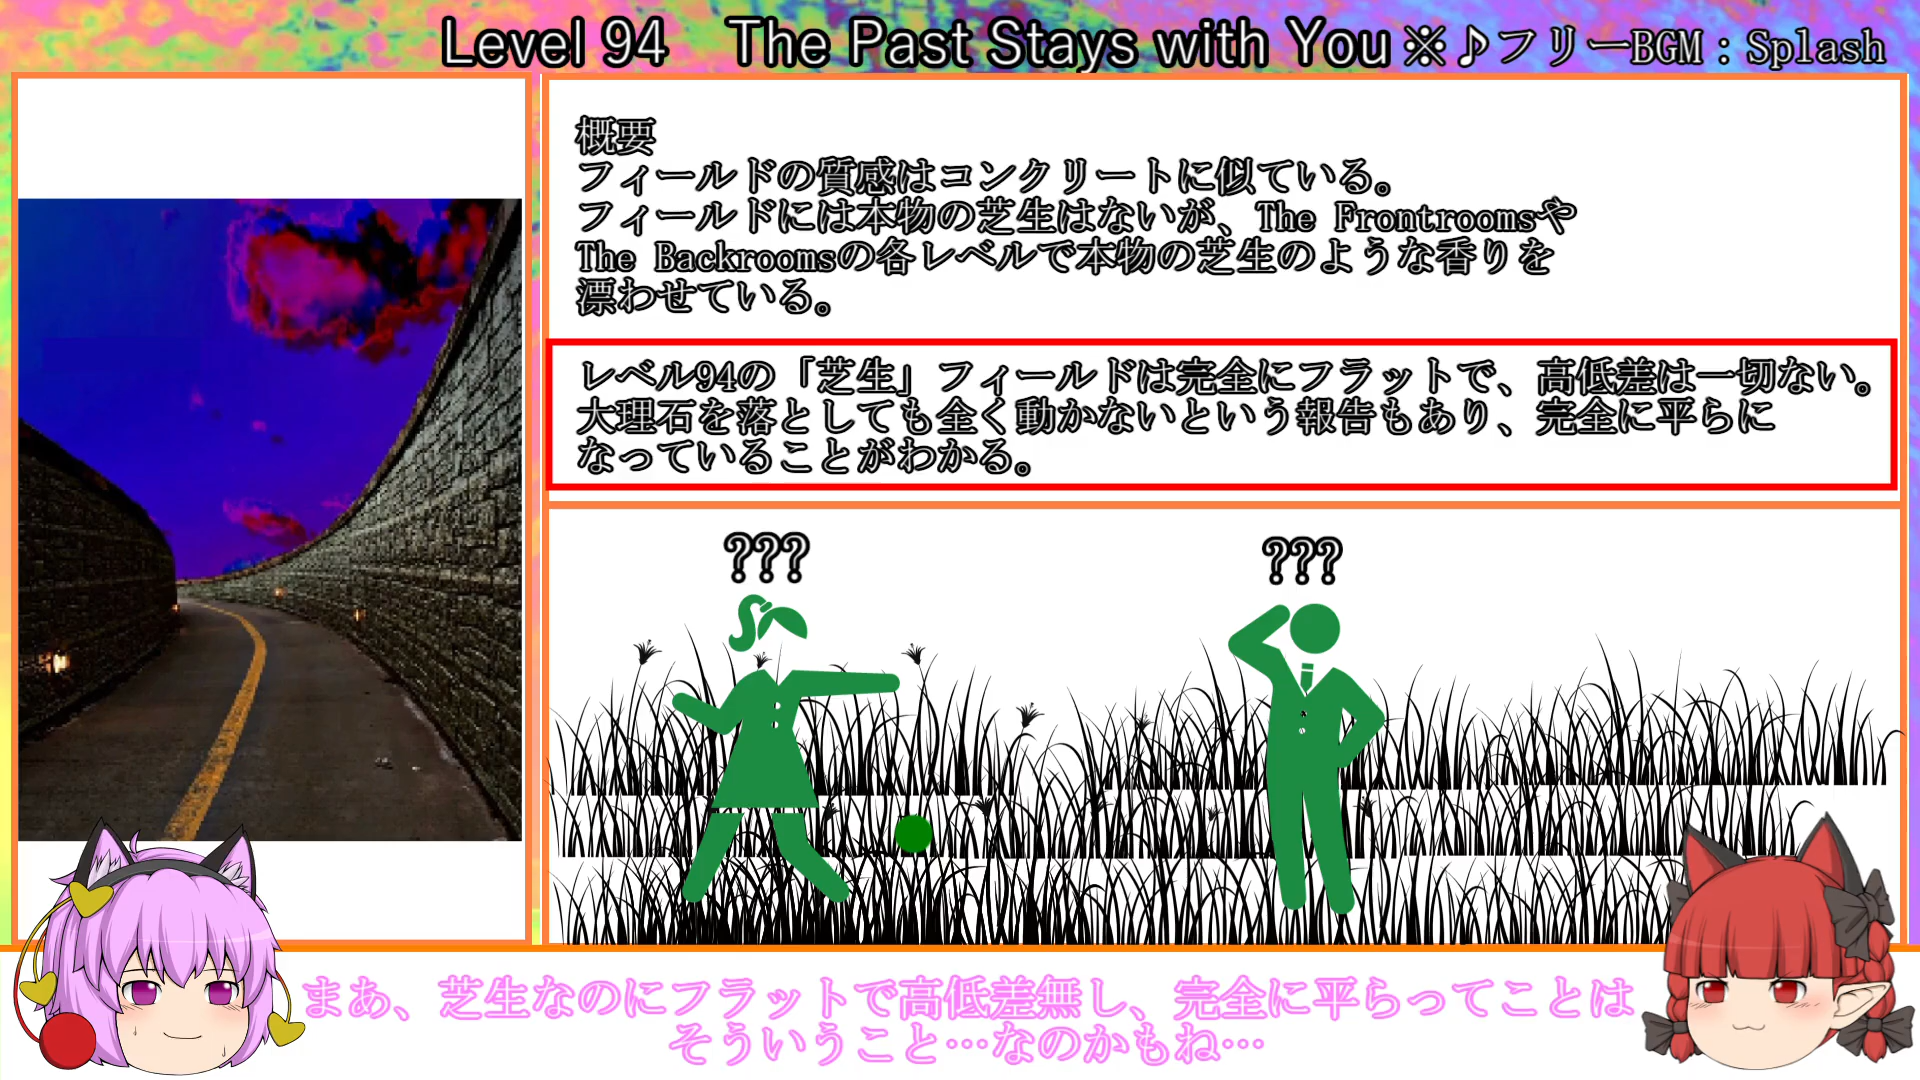 Level 94　The Past Stays with You ※♪フリーBGM：Splash
概要
フィールドの質感はコンクリートに似ている。
フィールドには本物の芝生はないが、The Frontroomsや
The Backroomsの各レベルで本物の芝生のような香りを
漂わせている。
レベル94の「芝生」フィールドは完全にフラットで、高低差は一切ない。
大理石を落としても全く動かないという報告もあり、完全に平らに
なっていることがわかる。
???
???
まあ、芝生なのにフラットで高低差無し、完全に平らってことは
そういうこと…なのかもね…